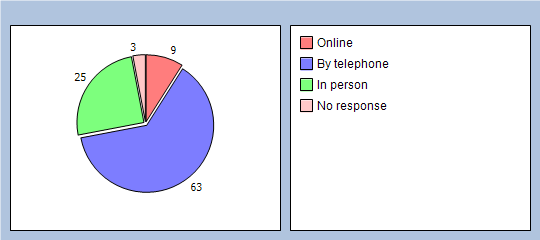 3
9
25
63
Online
By telephone
In person
No response